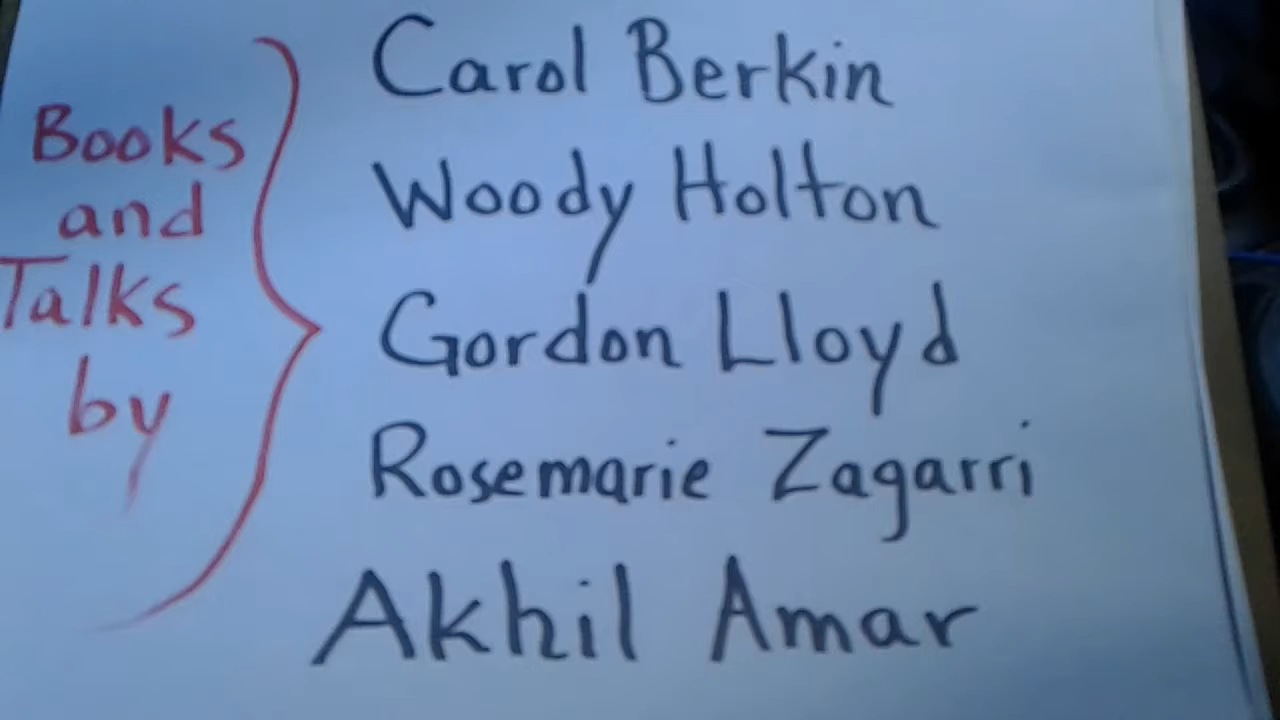 Books
and
Talks
by
Carol Berkin
Woody Holton
Gordon Lloyd
Rosemarie Zagarri
Akhil Amar